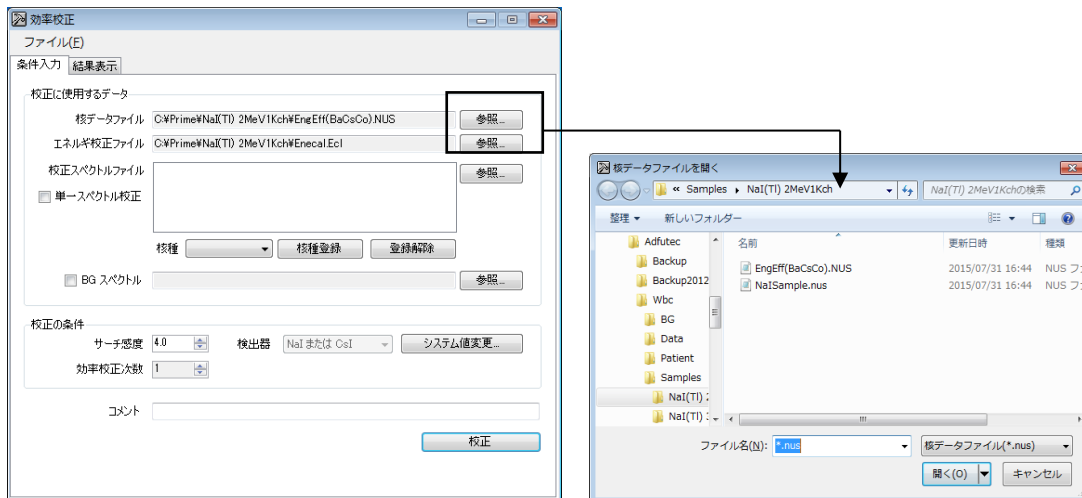 効率校正
ファイル(F)
条件入力 結果表示
校正に使用するデータ
核データファイル C:¥Prime¥NaI(Tl) 2MeV1Kch¥EngEff(BaCsCo).NUS 参照...
エネルギ校正ファイル C:¥Prime¥NaI(Tl) 2MeV1Kch¥Enecal.Ecl 参照...
校正スペクトルファイル 参照...
単一スペクトル校正
核種 核種登録 登録解除
BG スペクトル 参照...
校正の条件
サーチ感度 4.0 検出器 NaI または CsI システム値変更...
効率校正次数 1
コメント
校正
核データファイルを開く
« Samples NaI(Tl) 2MeV1Kch NaI(Tl) 2MeV1Kchの検索
整理 新しいフォルダー
名前 更新日時 種類
Adfutec
Backup
Backup2012
Wbc
BG
Data
Patient
Samples
NaI(Tl) 2
NaI(Tl)
EngEff(BaCsCo).NUS 2015/07/31 16:44 NUS フ
NaISample.nus 2015/07/31 16:44 NUS フ
ファイル名(N): *.nus 核データファイル(*.nus)
開く(O) キャンセル